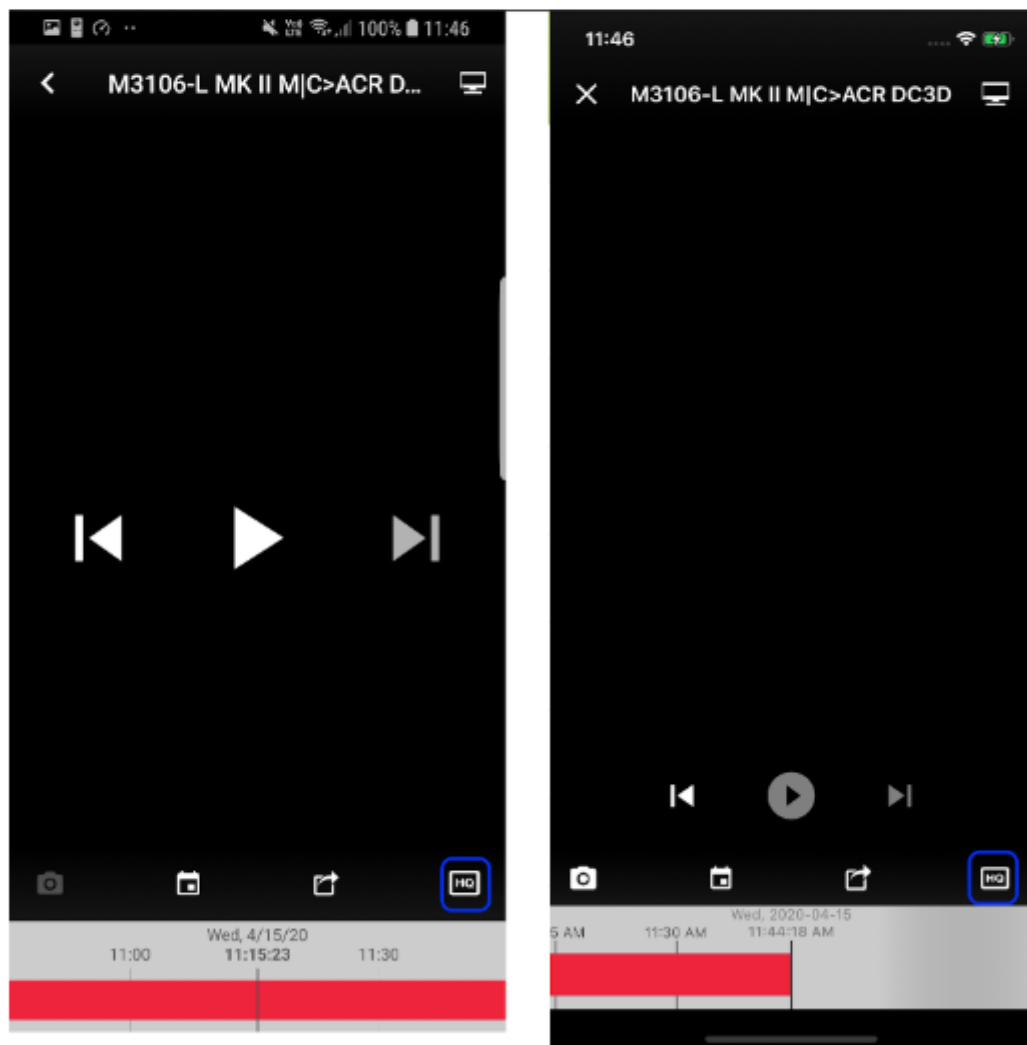 100% 11:46
M3106-L MK II M|C>ACR D...
HQ
Wed, 4/15/20
11:00 11:15:23 11:30
11:46
M3106-L MK II M|C>ACR DC3D
HQ
Wed, 2020-04-15
5 AM 11:30 AM 11:44:18 AM